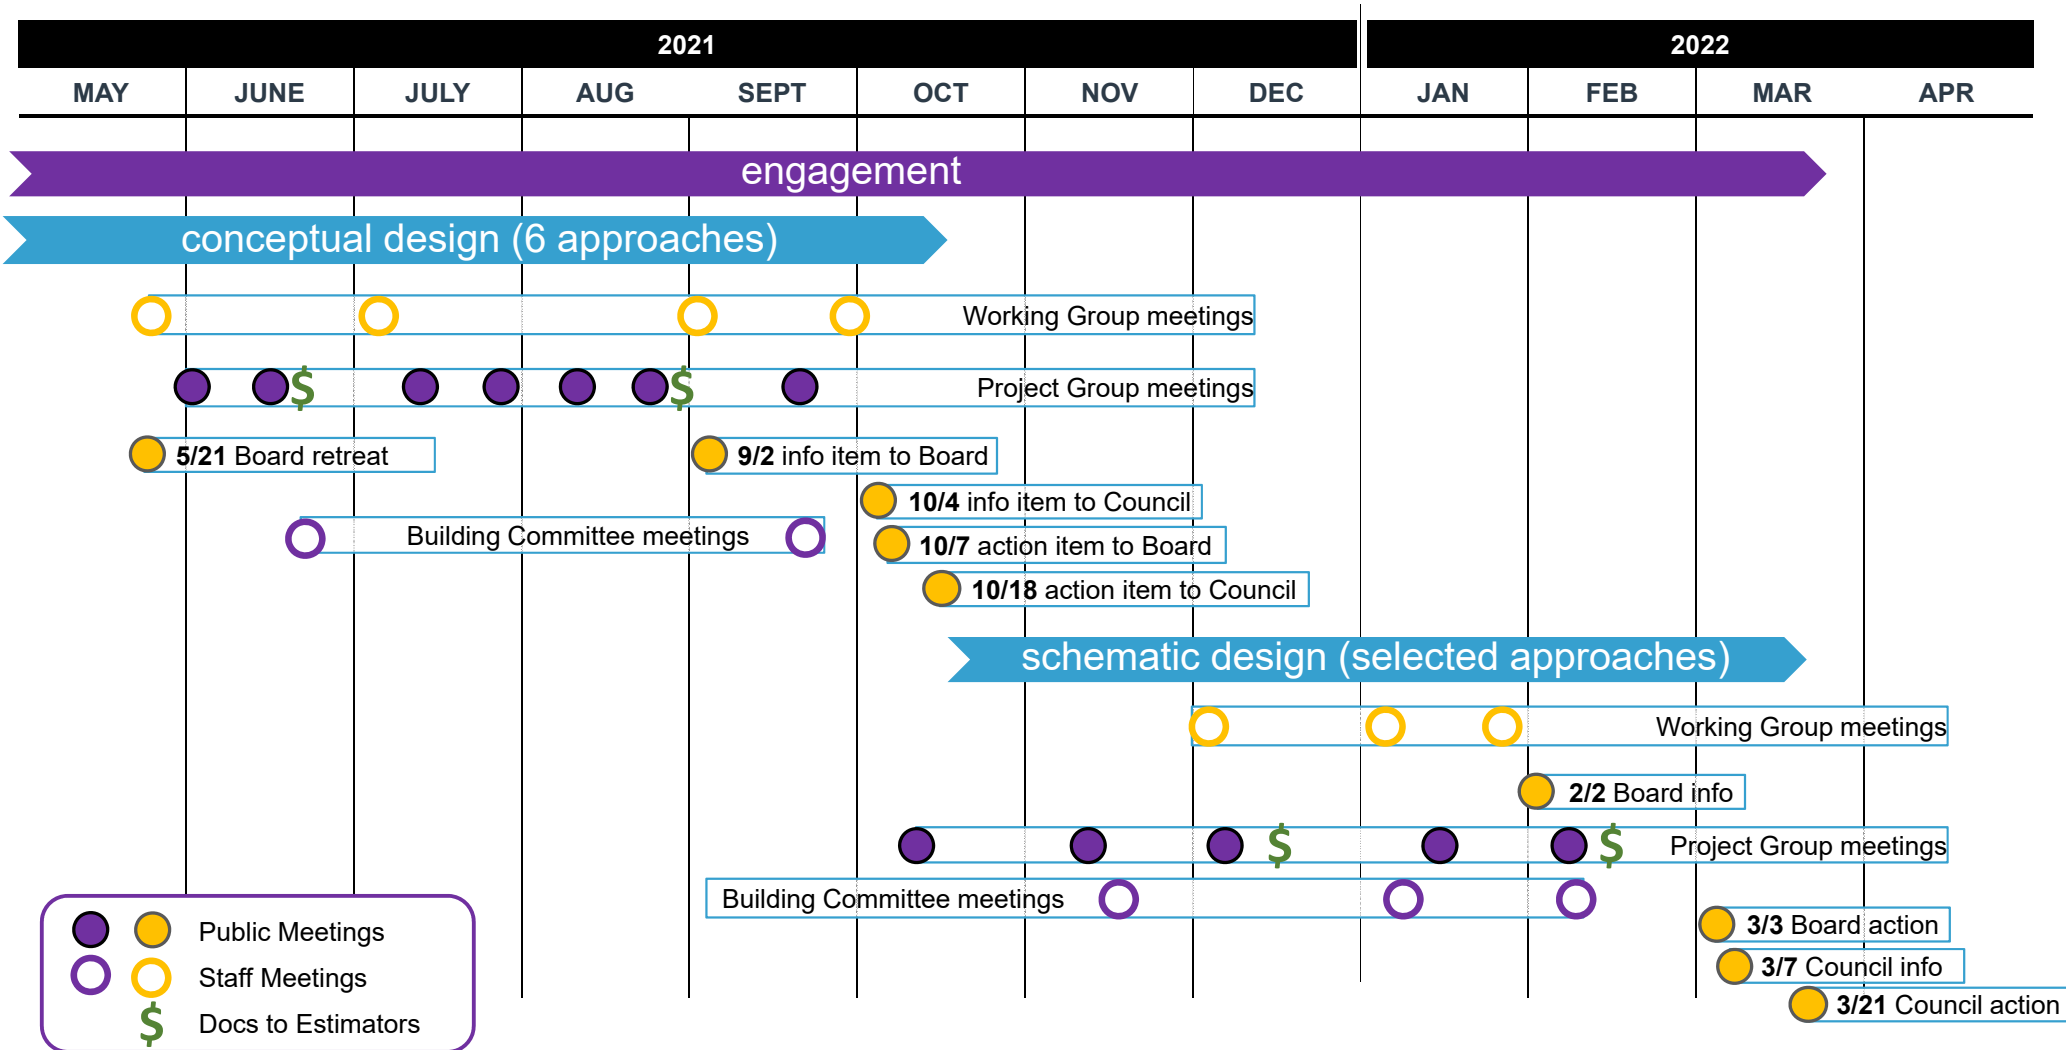 2021
2022
MAY JUNE JULY AUG SEPT OCT NOV DEC JAN FEB MAR APR
engagement
conceptual design (6 approaches)
Working Group meetings
$ $ Project Group meetings
5/21 Board retreat
9/2 info item to Board
10/4 info item to Council
Building Committee meetings
10/7 action item to Board
10/18 action item to Council
schematic design (selected approaches)
Working Group meetings
2/2 Board info
$ $ Project Group meetings
Building Committee meetings
3/3 Board action
3/7 Council info
3/21 Council action
Public Meetings
Staff Meetings
$ Docs to Estimators